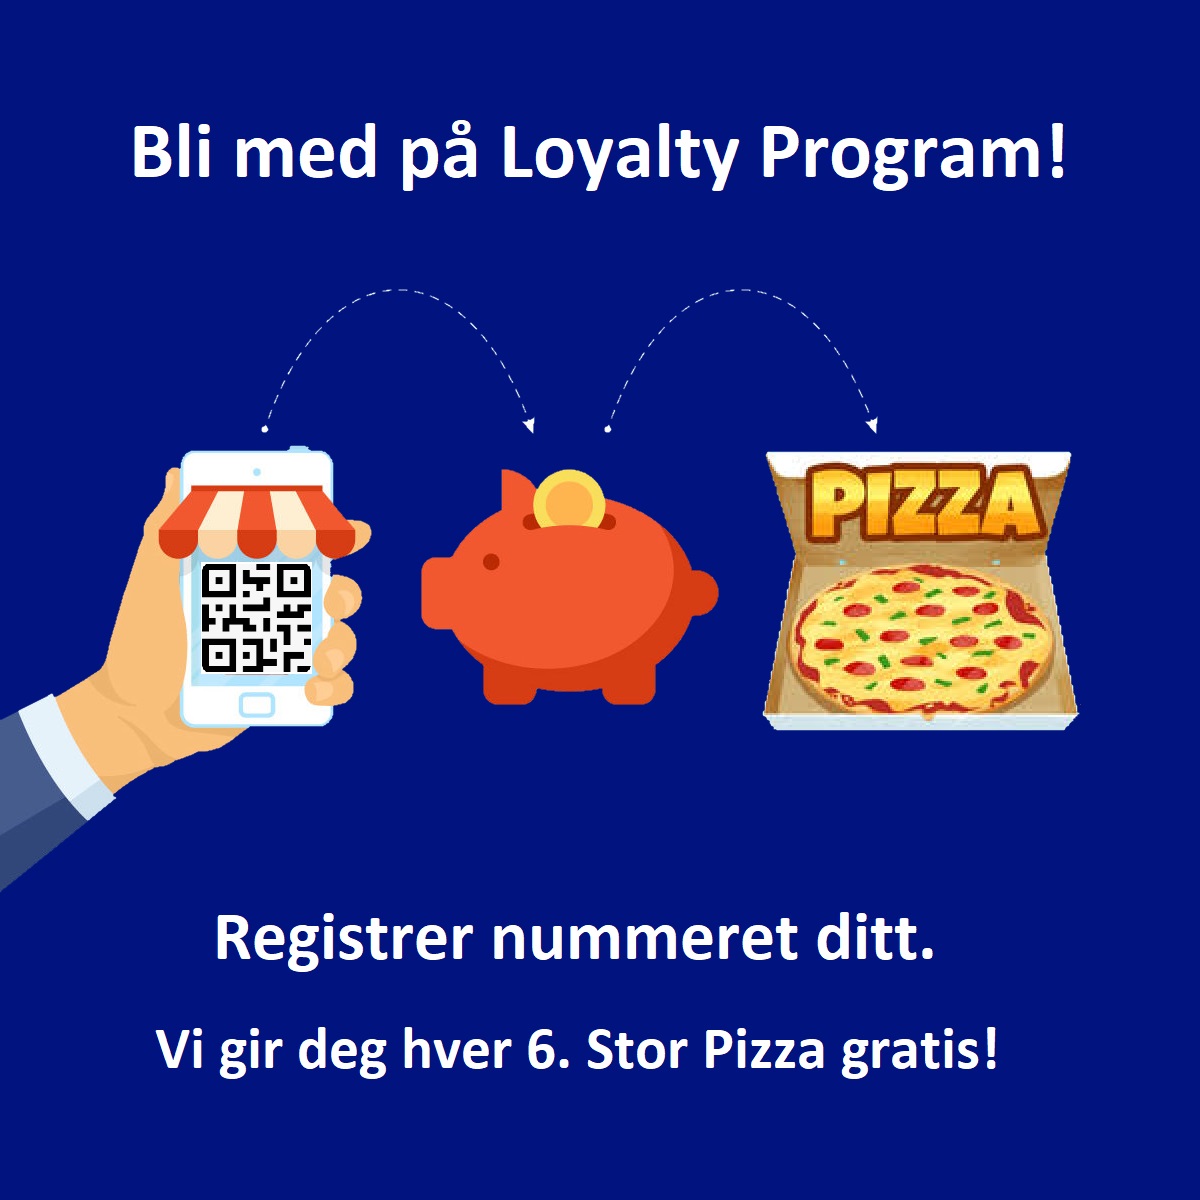 Bli med på Loyalty Program!
PIZZA
Registrer nummeret ditt.
Vi gir deg hver 6. Stor Pizza gratis!